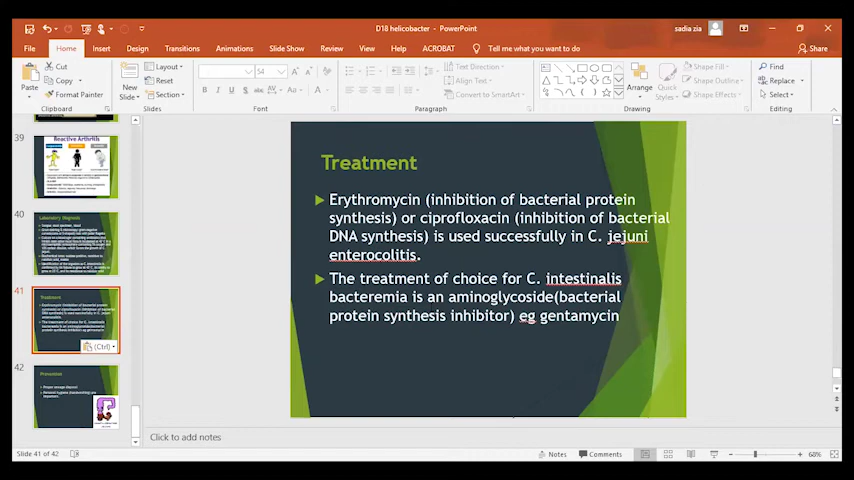 D18 helicobacter - PowerPoint
sadia zia
File Home Insert Design Transitions Animations Slide Show Review View Help ACROBAT Tell me what you want to do Share
Cut
Copy
Format Painter
Paste
Clipboard
New
Slide
Layout
Reset
Section
Slides
54
Font
Paragraph
Text Direction
Align Text
Convert to SmartArt
Arrange
Quick
Styles
Shape Fill
Shape Outline
Shape Effects
Drawing
Find
Replace
Select
Editing
39
Reactive Arthritis
40
Laboratory Diagnosis
41
Treatment
(Ctrl)
42
Prevention
Proper sewage disposal
Treatment
Erythromycin (inhibition of bacterial protein
synthesis) or ciprofloxacin (inhibition of bacterial
DNA synthesis) is used successfully in C. jejuni
enterocolitis.
The treatment of choice for C. intestinalis
bacteremia is an aminoglycoside(bacterial
protein synthesis inhibitor) eg gentamycin
Click to add notes
Slide 41 of 42
Notes
Comments
68%